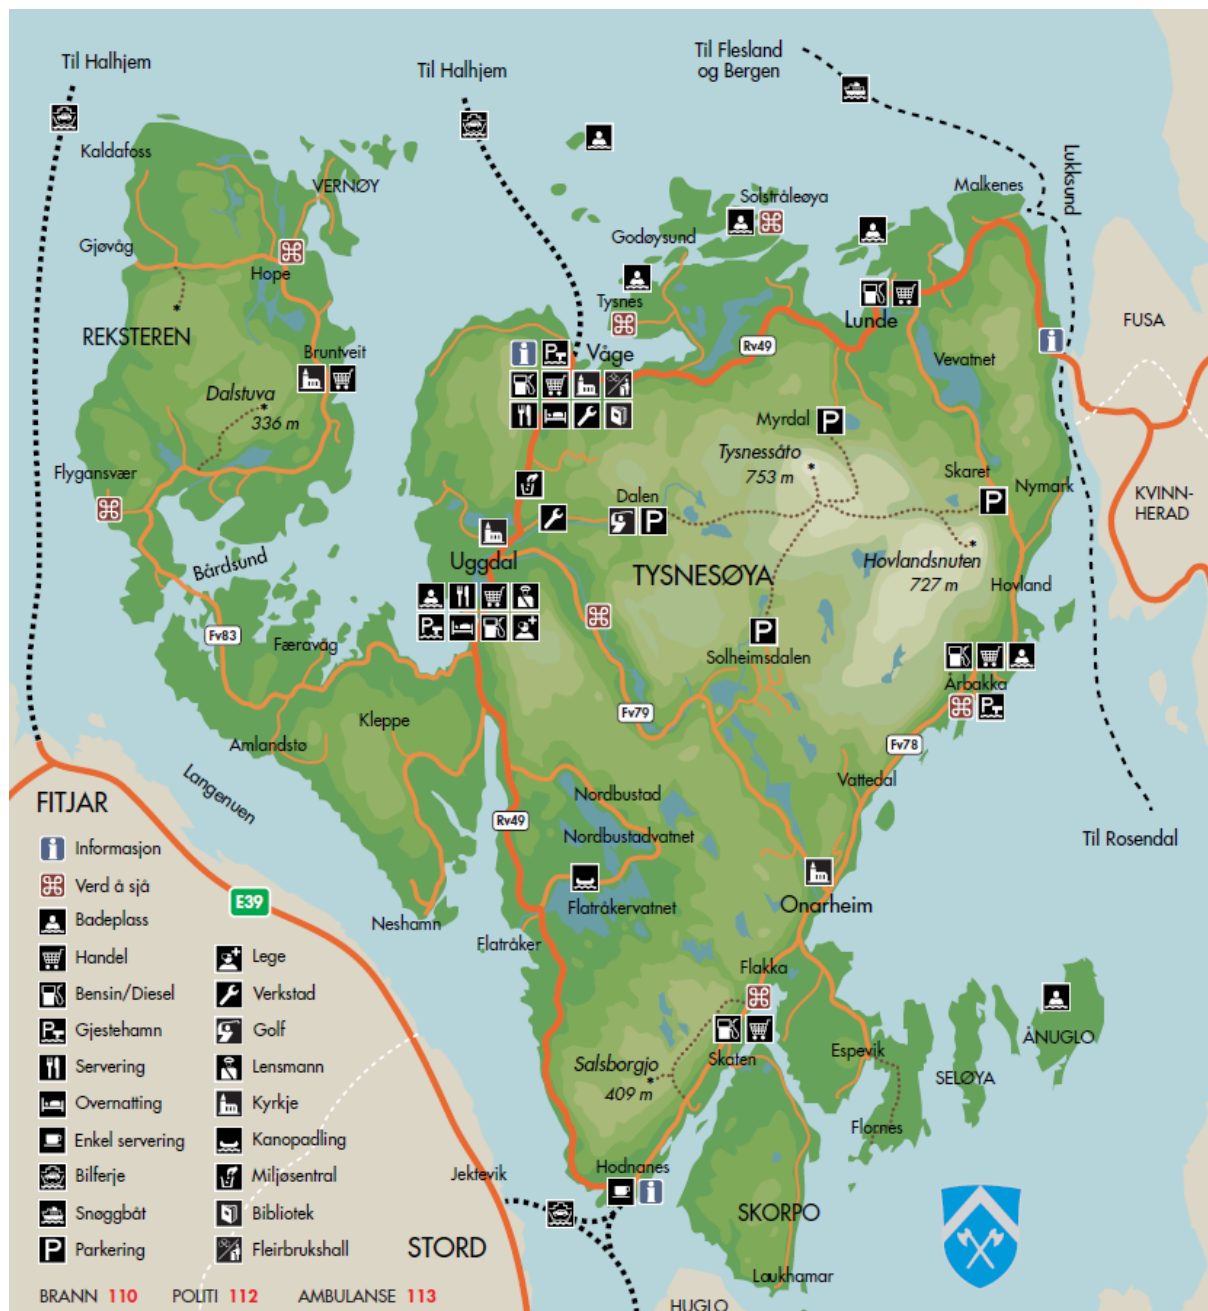 Til Halhjem
Til Halhjem
Til Flesland
og Bergen
Kaldafoss
VERNØY
Lukksund
Malkenes
Solstråleøya
Godøysund
Gjøvåg
Hope
Tysnes
REKSTEREN
Lunde
FUSA
Våge
Rv49
Bruntveit
Vevatnet
Dalstuva
336 m
Myrdal
Tysnessåto
753 m
Flygansvær
Skaret
Nymark
Dalen
KVINN-
HERAD
Uggdal
Bårdsund
TYSNESØYA
Hovlandsnuten
727 m
Hovland
Fv83
Færavåg
Solheimsdalen
Årbakka
Kleppe
Fv79
Amlandstø
Fv78
Langenuen
Vattedal
Nordbustad
Rv49
Nordbustadvatnet
Til Rosendal
FITJAR
Informasjon
Verd å sjå
E39
Onarheim
Flatråkervatnet
Badeplass
Neshamn
Flatråker
Handel
Lege
Flakka
Bensin/Diesel
Verkstad
Gjestehamn
Golf
Skaten
Espevik
ÅNUGLO
Servering
Lensmann
Salsborgjo
409 m
SELØYA
Overnatting
Kyrkje
Enkel servering
Kanopadling
Flornes
Bilferje
Miljøsentral
Jektevik
Hodnanes
Snøggbåt
Bibliotek
SKORPO
Parkering
Fleirbrukshall
STORD
Laukhamar
BRANN 110 POLITI 112 AMBULANSE 113
HUGLO